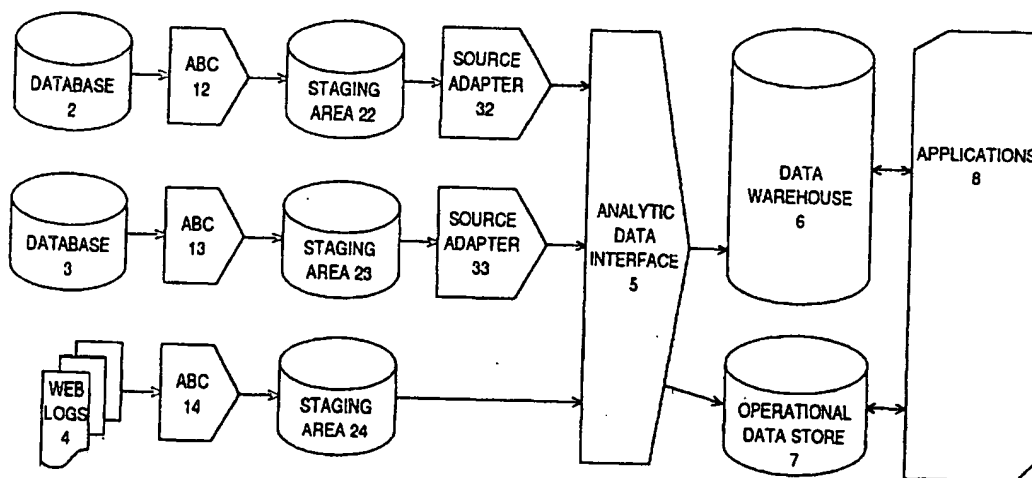 DATABASE
2
ABC
12
STAGING
AREA 22
SOURCE
ADAPTER
32
DATABASE
3
ABC
13
STAGING
AREA 23
SOURCE
ADAPTER
33
WEB
LOGS
4
ABC
14
STAGING
AREA 24
ANALYTIC
DATA
INTERFACE
5
DATA
WAREHOUSE
6
OPERATIONAL
DATA STORE
7
APPLICATIONS
8